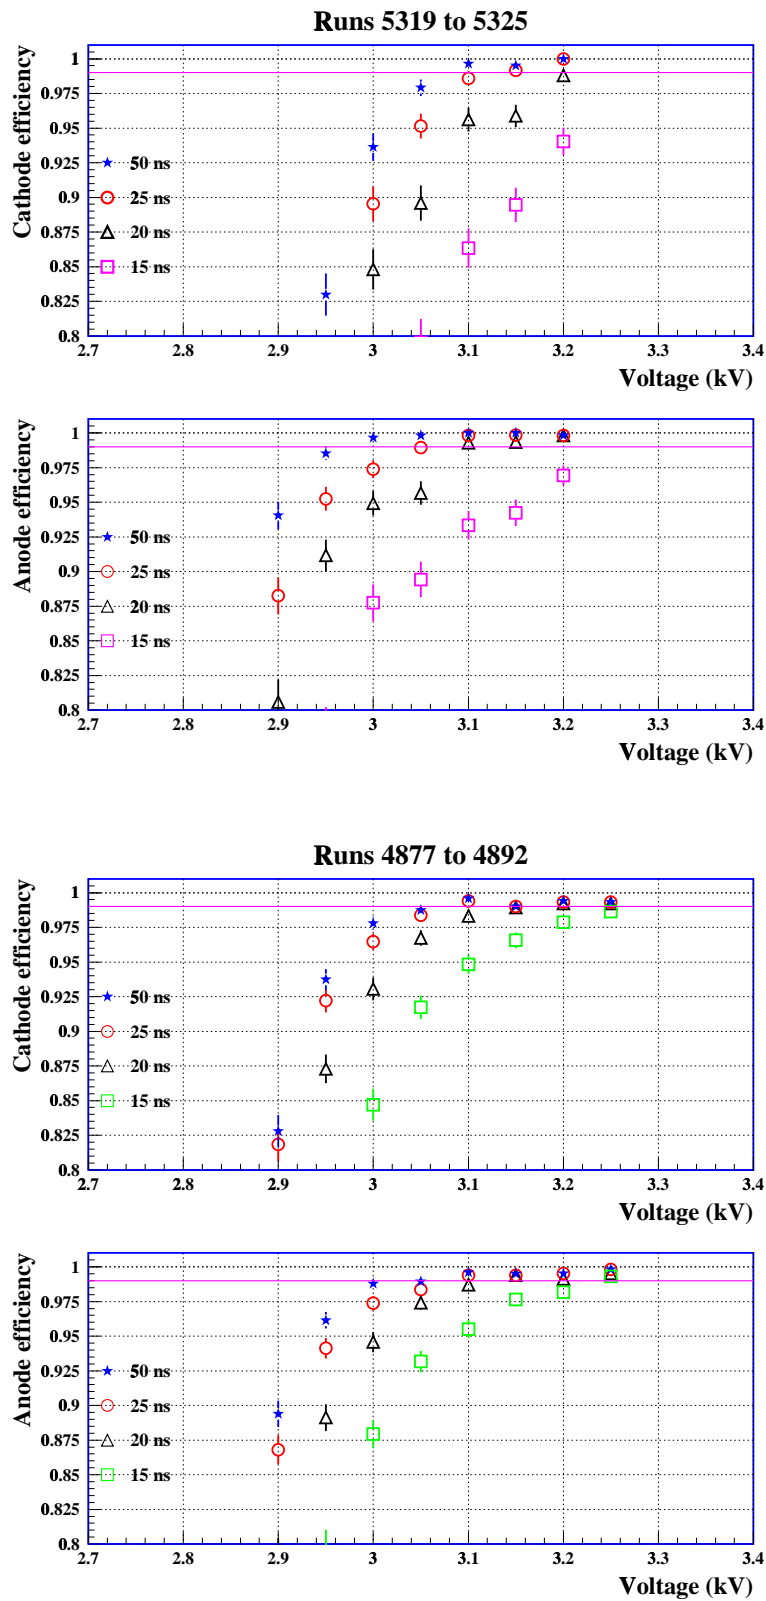 Runs 5319 to 5325
Cathode efficiency
1
0.975
0.95
0.925
0.9
0.875
0.85
0.825
0.8
50 ns
25 ns
20 ns
15 ns
2.7 2.8 2.9 3 3.1 3.2 3.3 3.4
Voltage (kV)
Anode efficiency
1
0.975
0.95
0.925
0.9
0.875
0.85
0.825
0.8
50 ns
25 ns
20 ns
15 ns
2.7 2.8 2.9 3 3.1 3.2 3.3 3.4
Voltage (kV)
Runs 4877 to 4892
Cathode efficiency
1
0.975
0.95
0.925
0.9
0.875
0.85
0.825
0.8
50 ns
25 ns
20 ns
15 ns
2.7 2.8 2.9 3 3.1 3.2 3.3 3.4
Voltage (kV)
Anode efficiency
1
0.975
0.95
0.925
0.9
0.875
0.85
0.825
0.8
50 ns
25 ns
20 ns
15 ns
2.7 2.8 2.9 3 3.1 3.2 3.3 3.4
Voltage (kV)